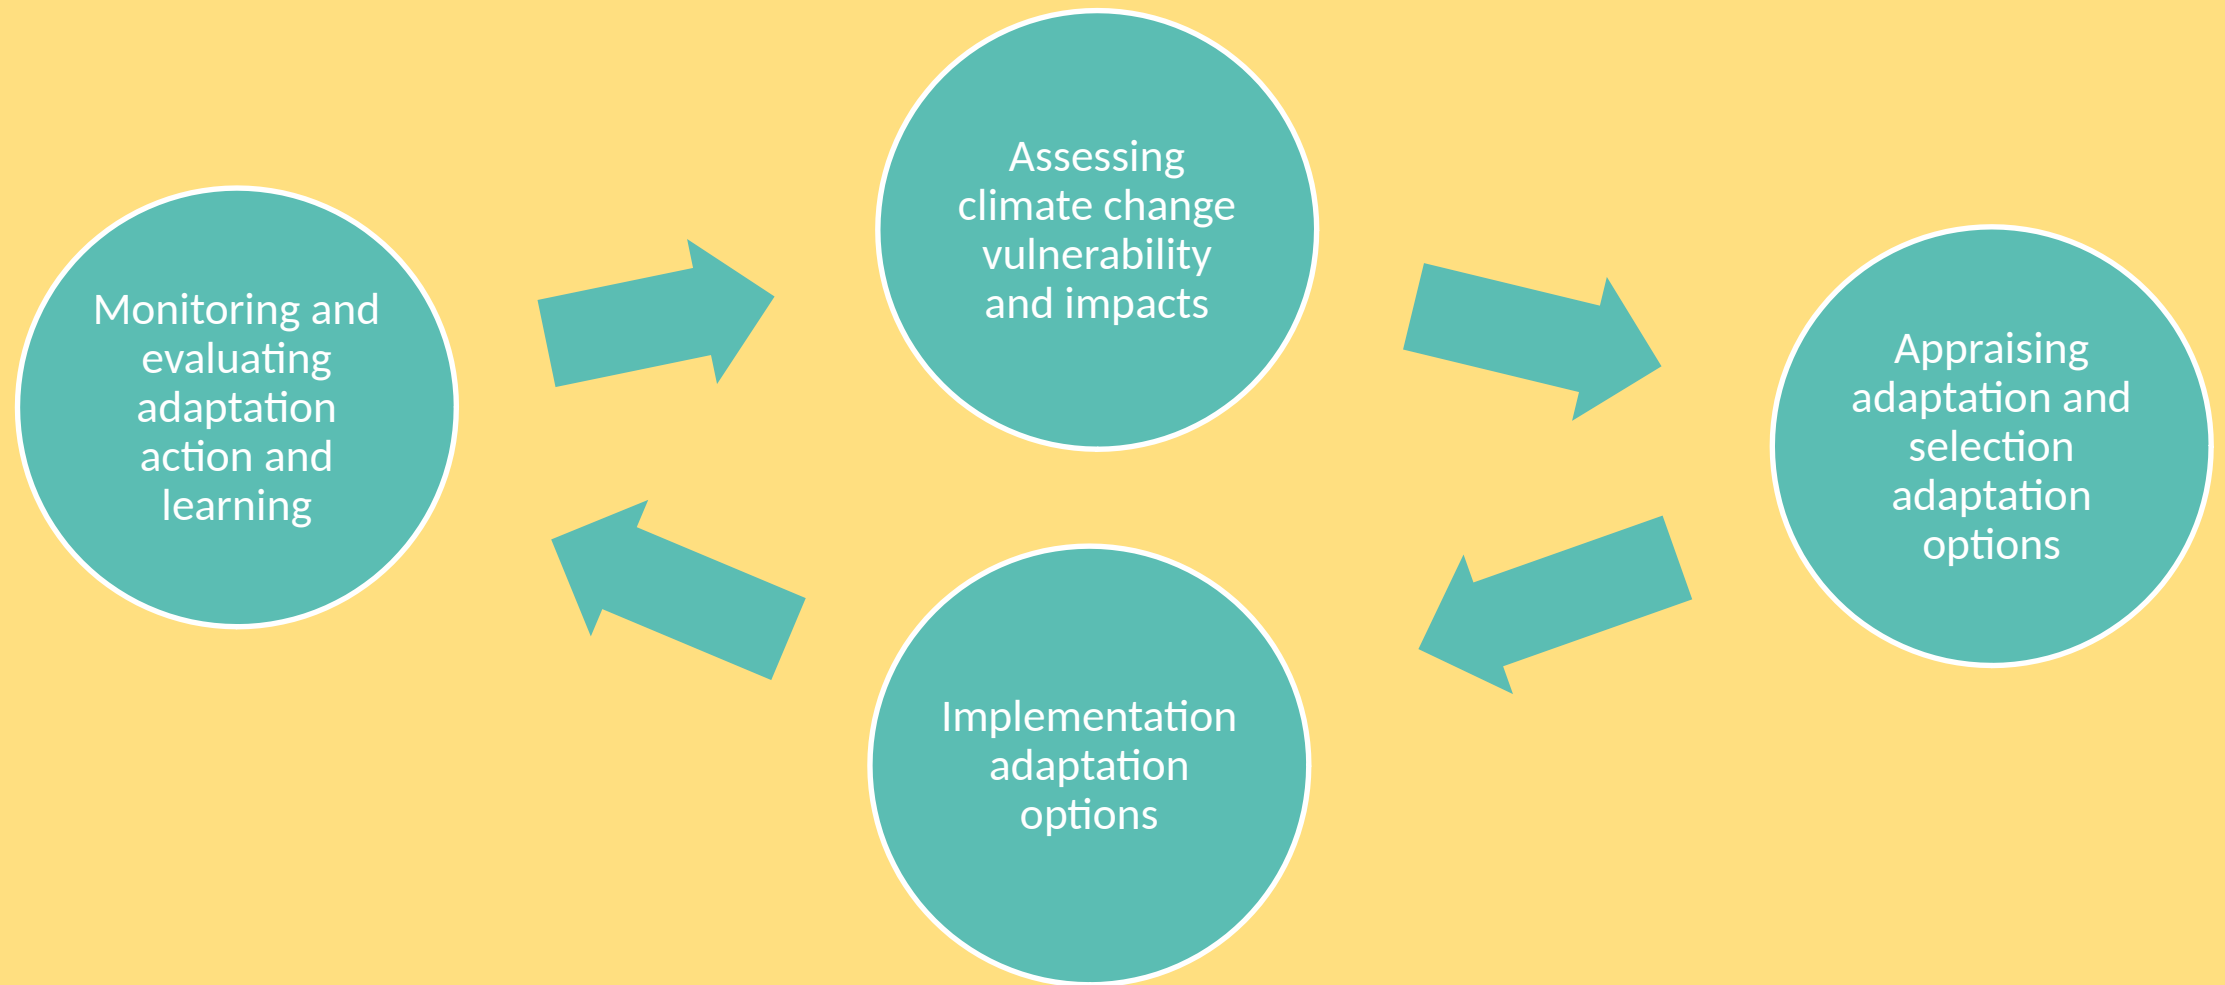 Assessing
climate change
vulnerability
and impacts
Monitoring and
evaluating
adaptation
action and
learning
Appraising
adaptation and
selection
adaptation
options
Implementation
adaptation
options